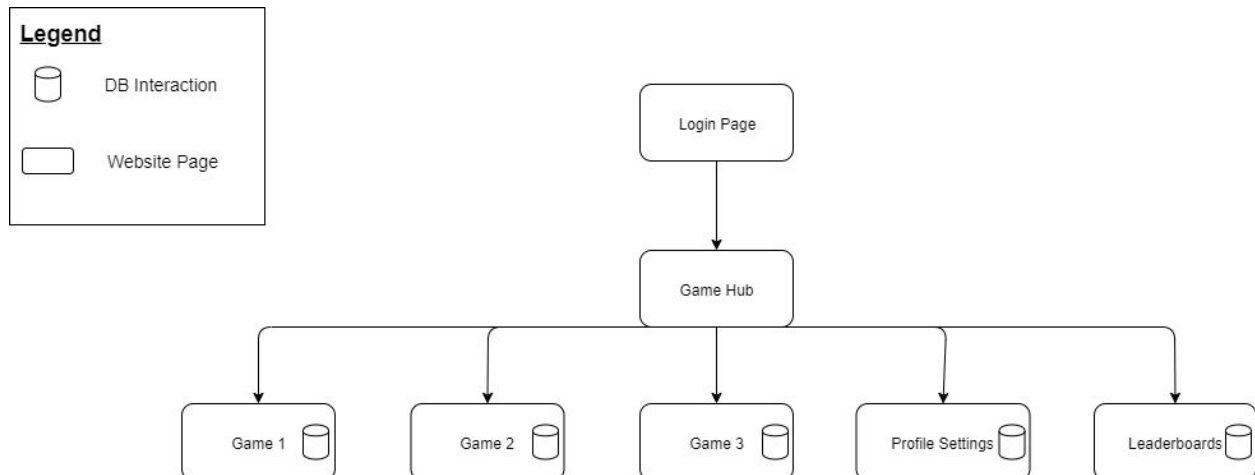 Legend
DB Interaction
Website Page
Login Page
Game Hub
Game 1
Game 2
Game 3
Profile Settings
Leaderboards